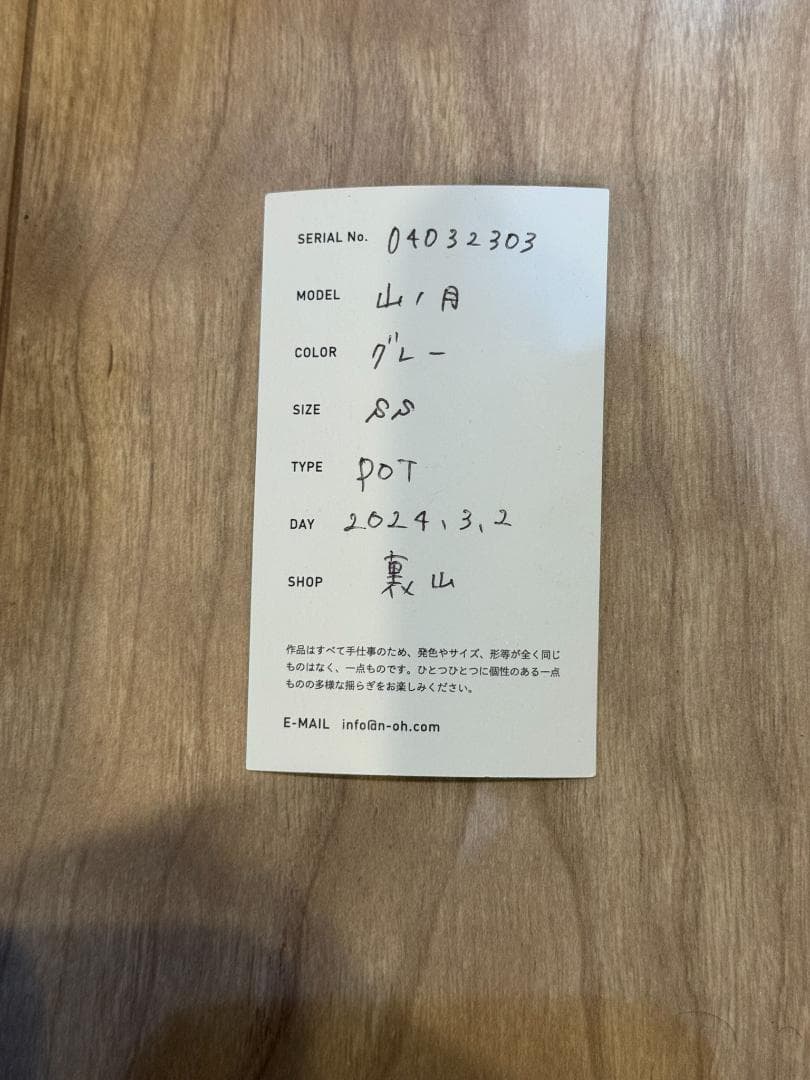 SERIAL No. 04032303
MODEL 山ノ月
COLOR グレー
SIZE SS
TYPE POT
DAY 2024、3、2
SHOP 裏山
作品はすべて手仕事のため、発色やサイズ、形等が全く同じ
ものはなく、一点ものです。ひとつひとつに個性のある一点
ものの多様な揺らぎをお楽しみください。
E-MAIL info@n-oh.com